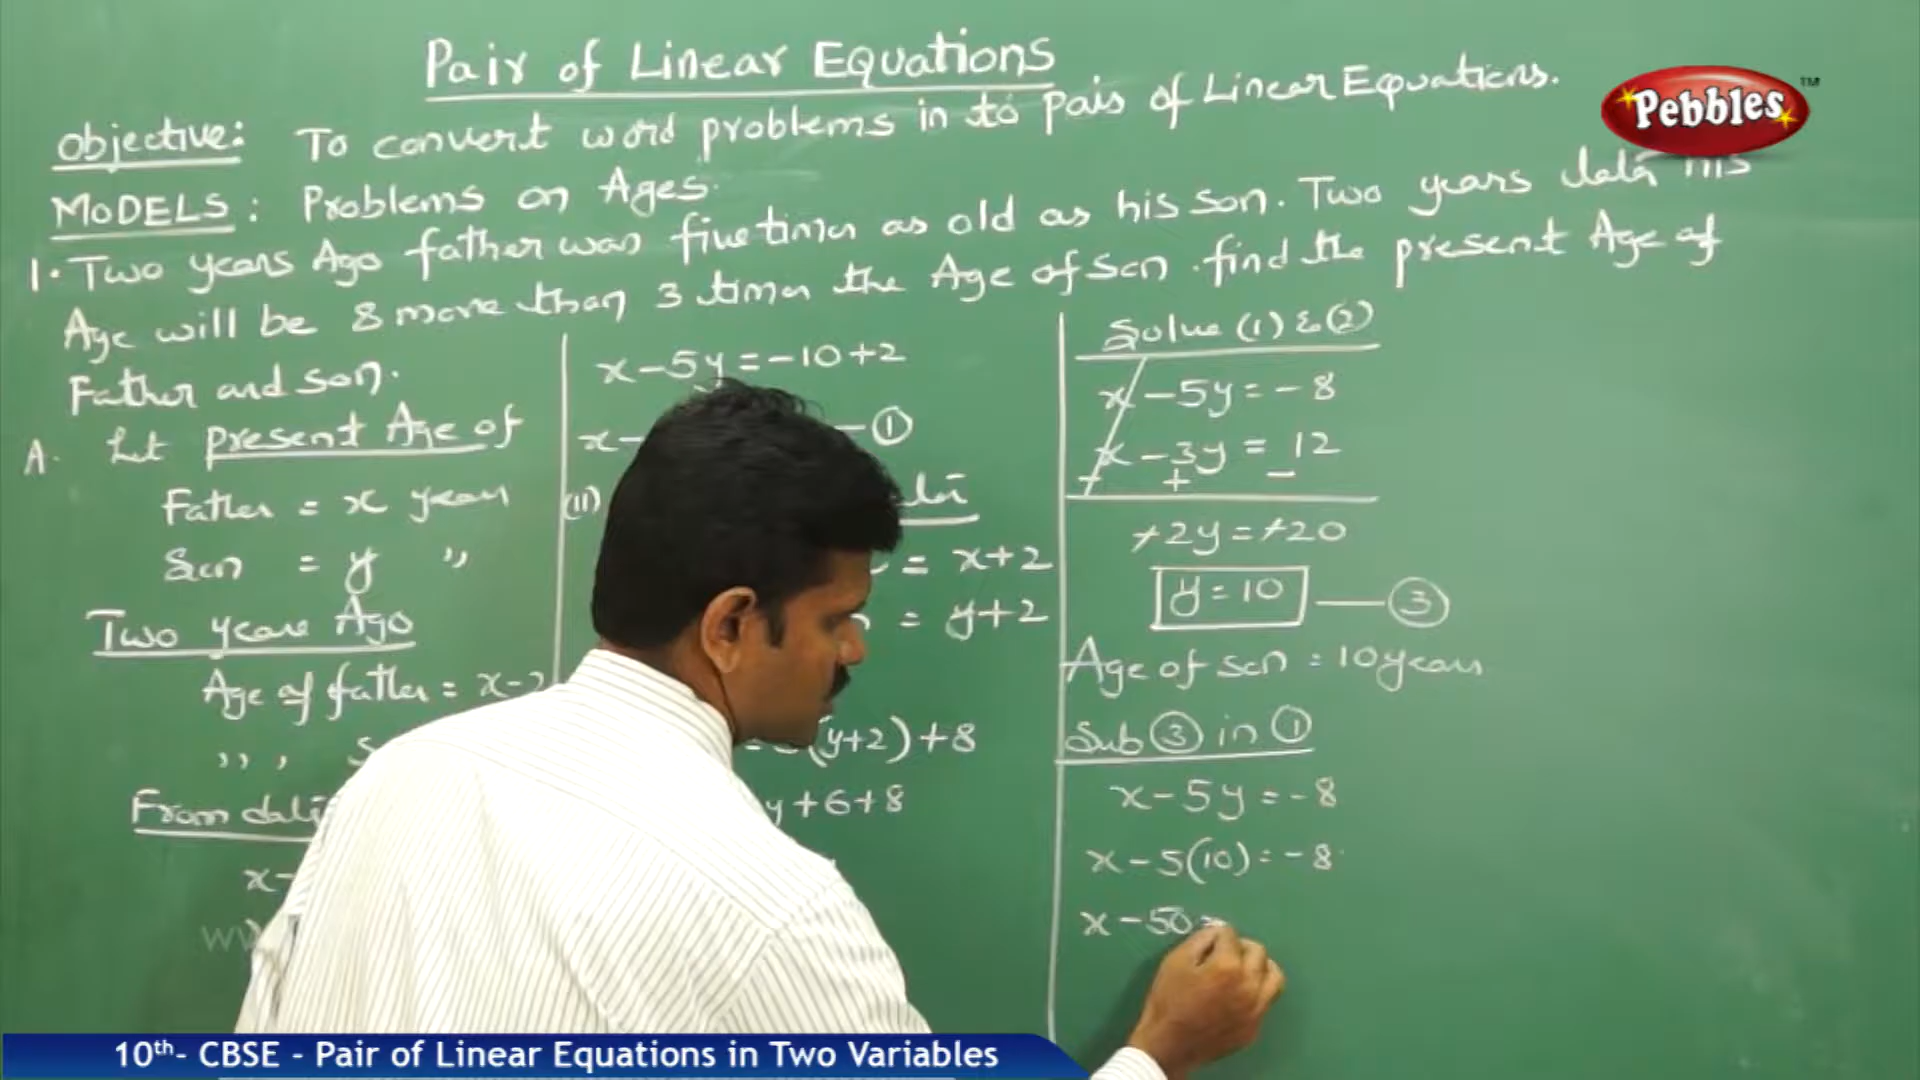 Pair of Linear Equations
Objective: To convert word problems in to pair of Linear Equations.
MODELS: Problems on Ages.
1. Two years Ago father was five times as old as his son. Two years later his
Age will be 8 more than 3 times the Age of son. find the present Age of
Father and son.
A. Let present Age of
Father = x years
Son = y ,,
Two years Ago
Age of father = x-2
,, ,
From data
x-
x-5y=-10+2
x-
①
(II)
= x+2
= y+2
(y+2)+8
y+6+8
Solve (1) & (2)
x-5y=-8
x-3y=12
- + -
+2y=+20
y=10 — ③
Age of son = 10 years
Sub ③ in ①
x-5y=-8
x-5(10)=-8
x-50=
Pebbles™
10th- CBSE - Pair of Linear Equations in Two Variables